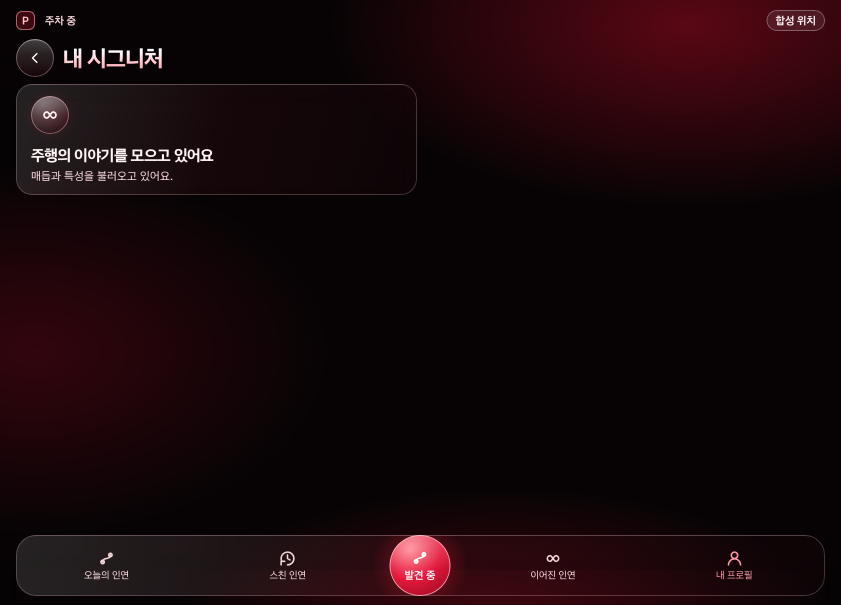 P 주차 중
합성 위치
내 시그니처
주행의 이야기를 모으고 있어요
매듭과 특성을 불러오고 있어요.
오늘의 인연
스친 인연
발견 중
이어진 인연
내 프로필